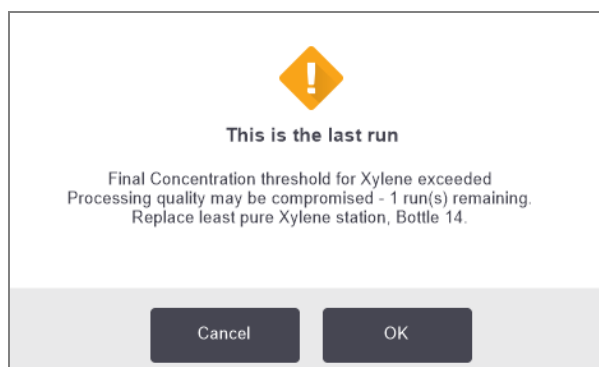 This is the last run
Final Concentration threshold for Xylene exceeded
Processing quality may be compromised - 1 run(s) remaining.
Replace least pure Xylene station, Bottle 14.
Cancel
OK